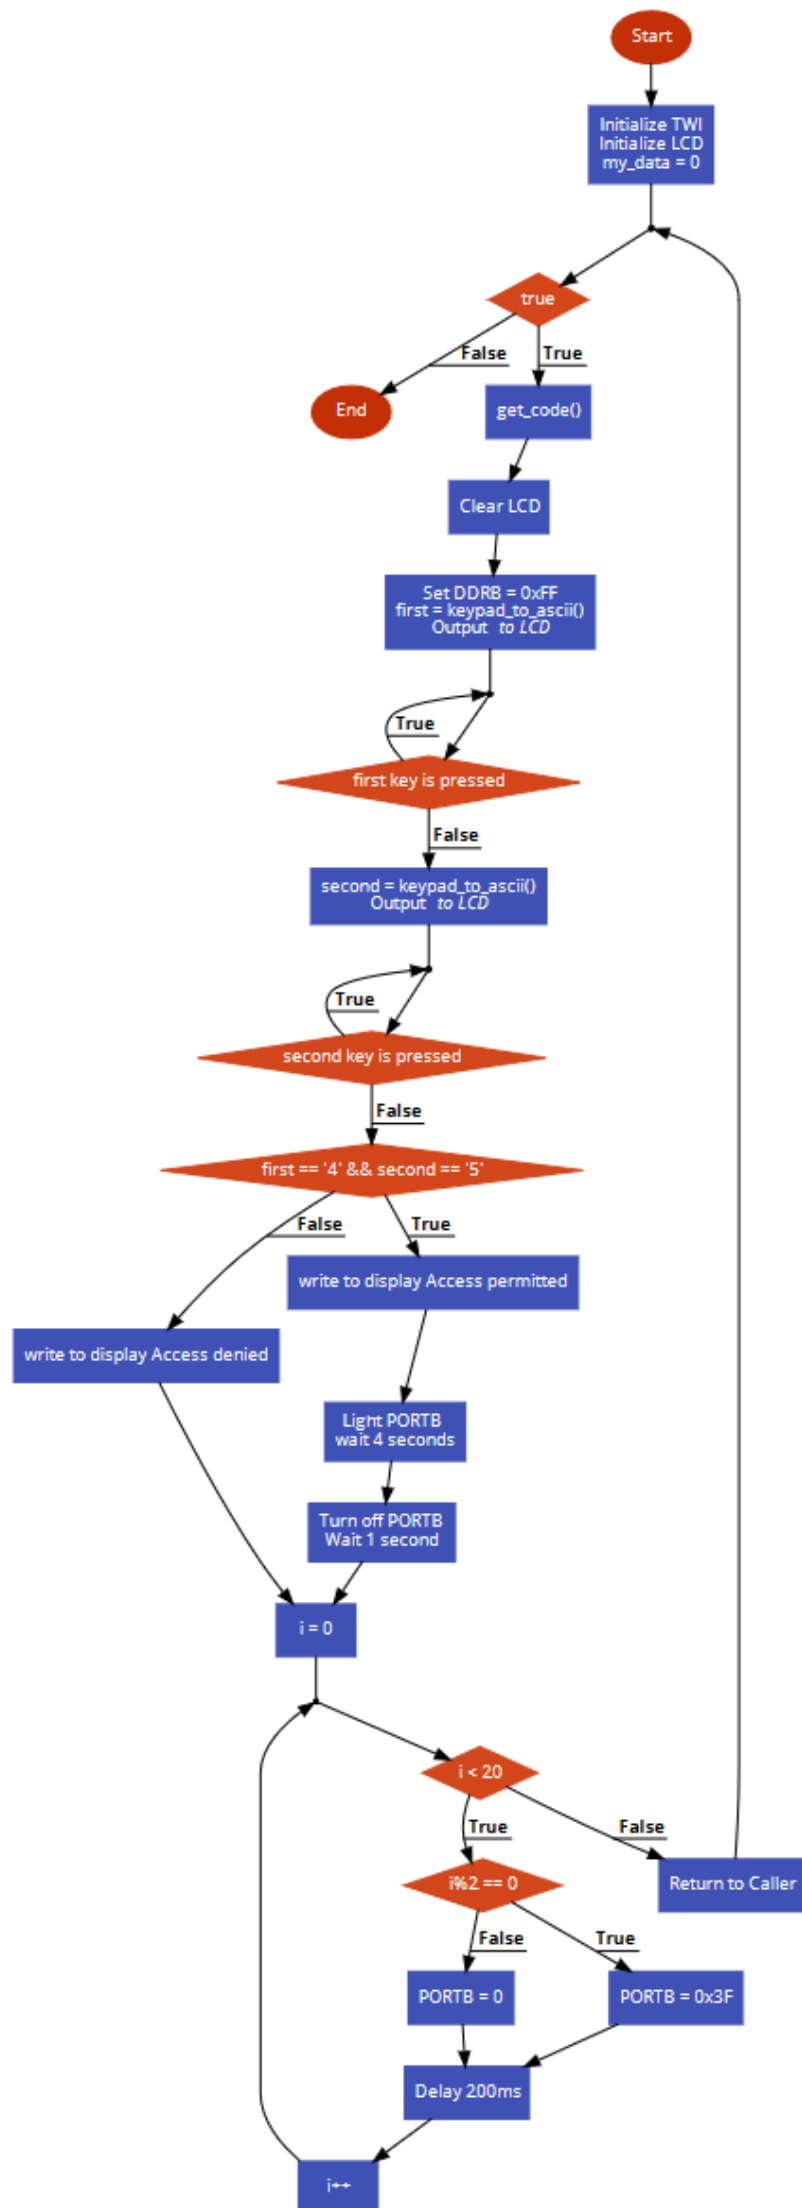 Start
Initialize TWI
Initialize LCD
my_data = 0
true
False
True
End
get_code()
Clear LCD
Set DDRB = 0xFF
first = keypad_to_ascii()
Output to LCD
True
first key is pressed
False
second = keypad_to_ascii()
Output to LCD
True
second key is pressed
False
first == '4' && second == '5'
False
True
write to display Access permitted
write to display Access denied
Light PORTB
wait 4 seconds
Turn off PORTB
Wait 1 second
i = 0
i < 20
True
False
i%2 == 0
Return to Caller
False
True
PORTB = 0
PORTB = 0x3F
Delay 200ms
i++